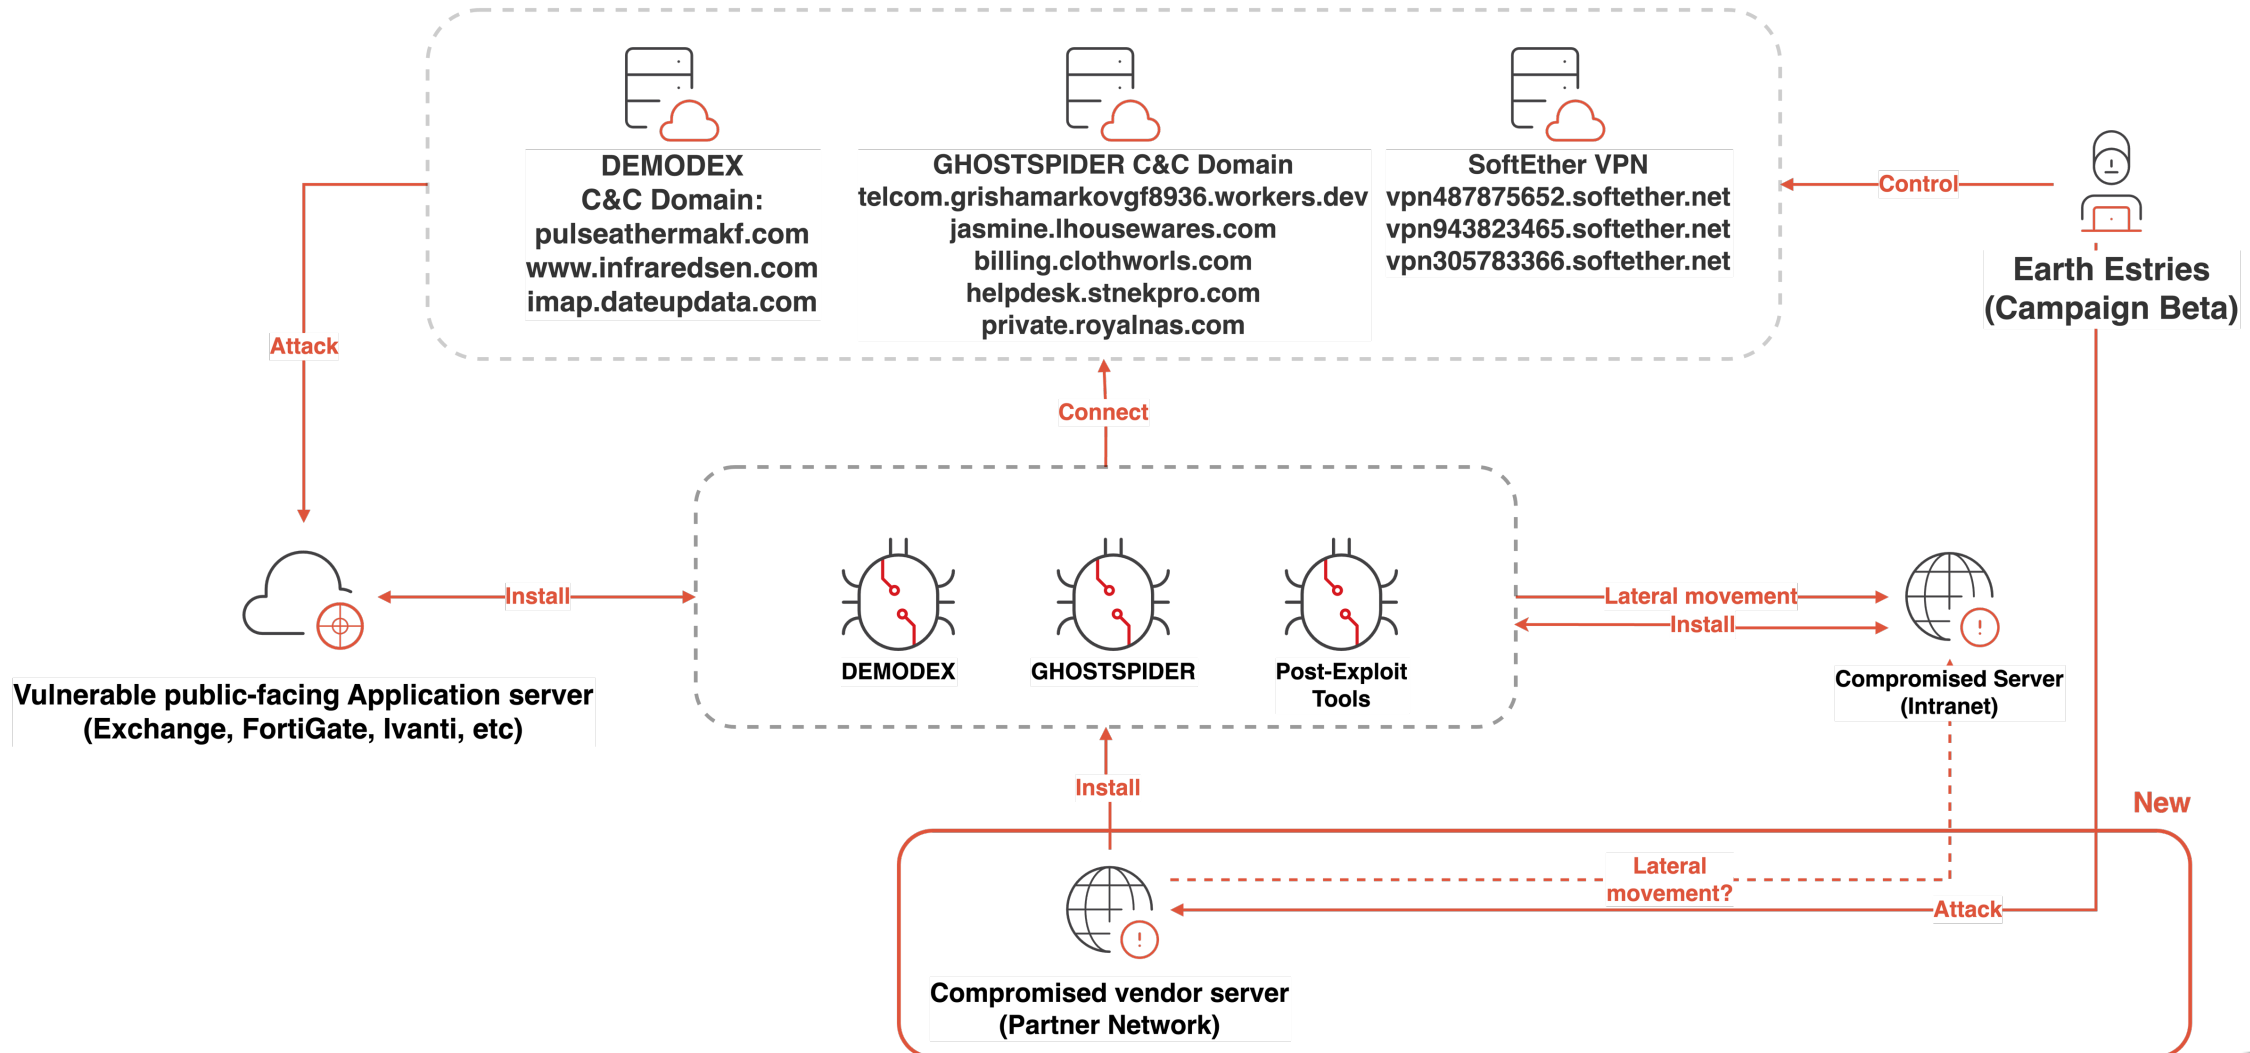 DEMODEX
C&C Domain:
pulseathermakf.com
www.infraredsen.com
imap.dateupdata.com
GHOSTSPIDER C&C Domain
telcom.grishamarkovgf8936.workers.dev
jasmine.lhousewares.com
billing.clothworls.com
helpdesk.stnekpro.com
private.royalnas.com
SoftEther VPN
vpn487875652.softether.net
vpn943823465.softether.net
vpn305783366.softether.net
Control
Earth Estries
(Campaign Beta)
Attack
Connect
Install
DEMODEX
GHOSTSPIDER
Post-Exploit
Tools
Lateral movement
Install
Vulnerable public-facing Application server
(Exchange, FortiGate, Ivanti, etc)
Compromised Server
(Intranet)
Install
New
Lateral
movement?
Attack
Compromised vendor server
(Partner Network)